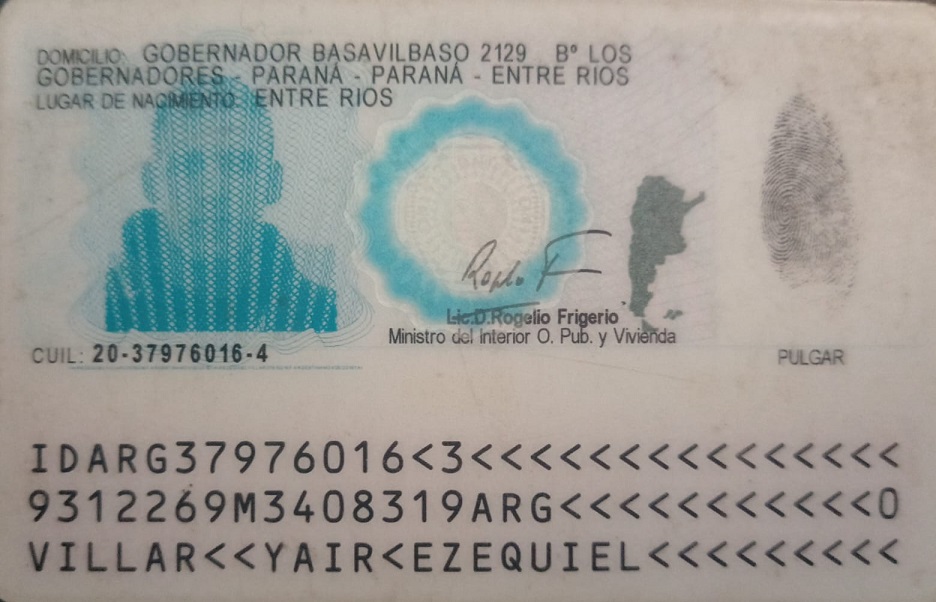 DOMICILIO: GOBERNADOR BASAVILBASO 2129 Bº LOS
GOBERNADORES - PARANÁ - PARANÁ - ENTRE RIOS
LUGAR DE NACIMIENTO: ENTRE RIOS
Lic.D.Rogelio Frigerio
Ministro del Interior O. Pub. y Vivienda
CUIL: 20-37976016-4
PULGAR
IDARG37976016<3<<<<<<<<<<<<<<<
9312269M3408319ARG<<<<<<<<<<<0
VILLAR<<YAIR<EZEQUIEL<<<<<<<<<